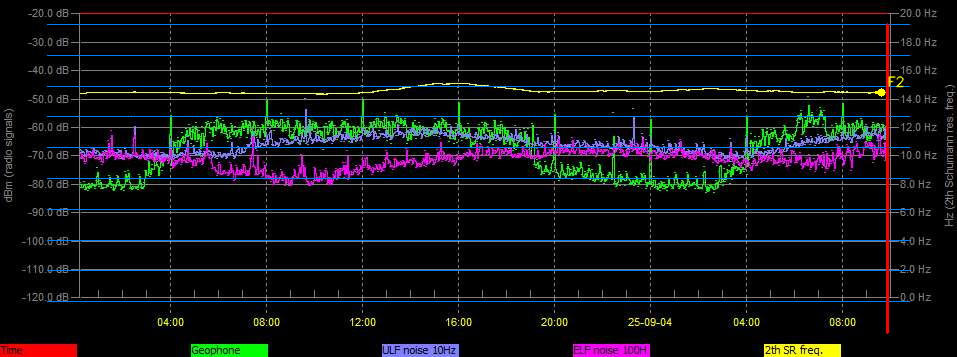 -20.0 dB 20.0 Hz
-30.0 dB 18.0 Hz
-40.0 dB 16.0 Hz
F2
-50.0 dB 14.0 Hz
-60.0 dB 12.0 Hz
-70.0 dB 10.0 Hz
-80.0 dB 8.0 Hz
-90.0 dB 6.0 Hz
-100.0 dB 4.0 Hz
-110.0 dB 2.0 Hz
-120.0 dB 0.0 Hz
dBm (radio signals)
Hz (2th Schumann res. freq.)
04:00 08:00 12:00 16:00 20:00 25-09-04 04:00 08:00
Time Geophone ULF noise 10Hz ELF noise 100H 2th SR freq.